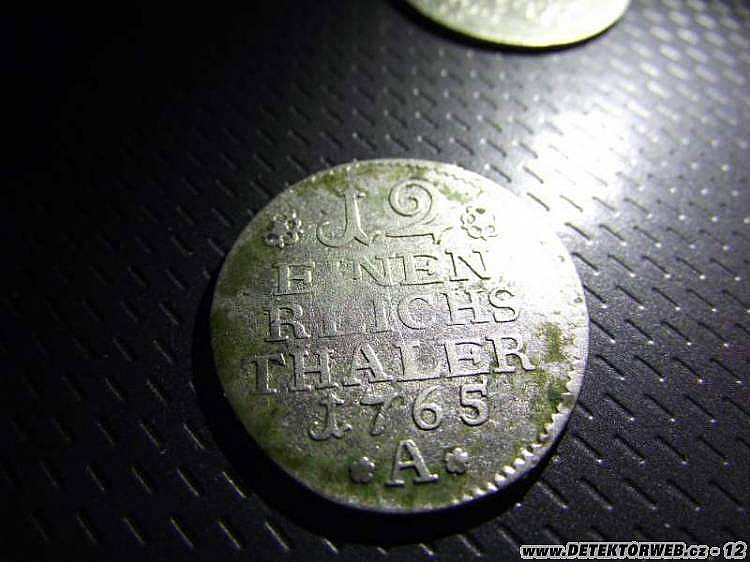 12
EINEN
REICHS
THALER
1765
A
www.DETEKTORWEB.cz - 12